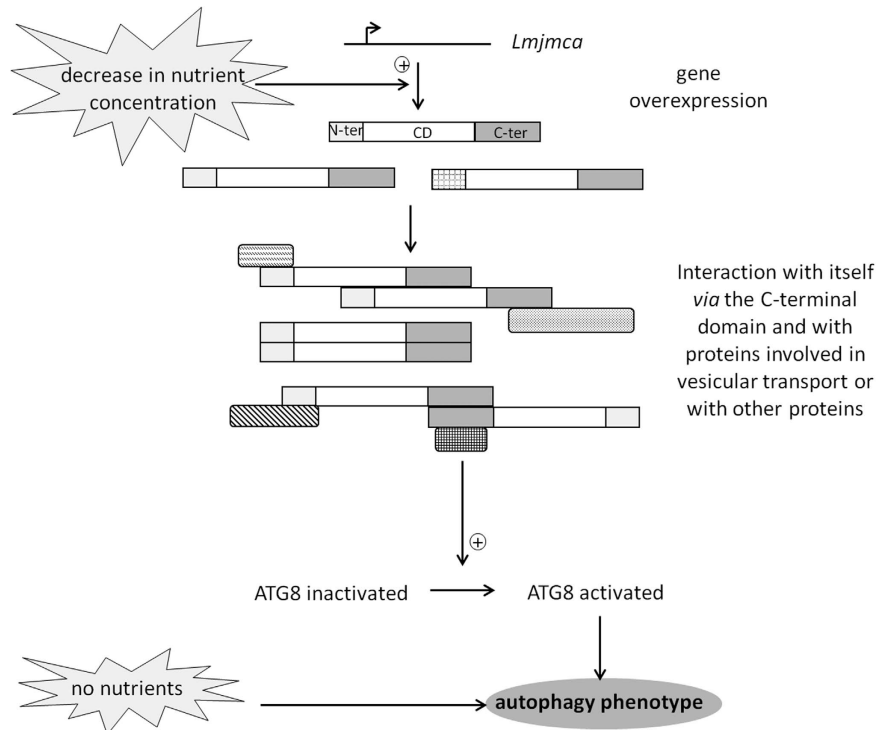 Lmjmca
decrease in nutrient
concentration
+
gene
overexpression
N-ter CD C-ter
Interaction with itself
via the C-terminal
domain and with
proteins involved in
vesicular transport or
with other proteins
+
ATG8 inactivated
ATG8 activated
no nutrients
autophagy phenotype